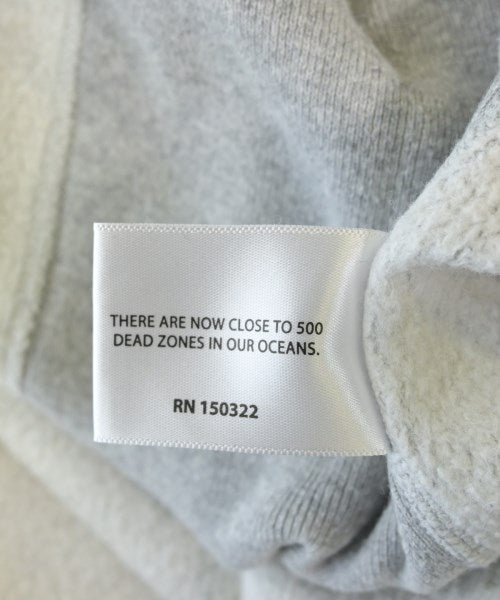 THERE ARE NOW CLOSE TO 500
DEAD ZONES IN OUR OCEANS.
RN 150322